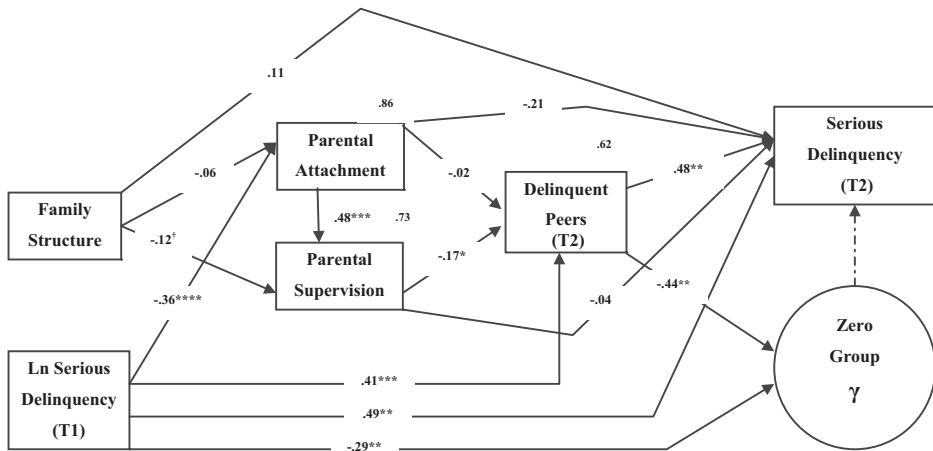 .11
.86
-.21
Parental
Attachment
Serious
Delinquency
(T2)
.62
-.06
-.02
.48**
Delinquent
Peers
(T2)
Family
Structure
.48***
.73
-.12†
-.17*
Parental
Supervision
-.44**
-.36****
-.04
Zero
Group
γ
Ln Serious
Delinquency
(T1)
.41***
.49**
-.29**